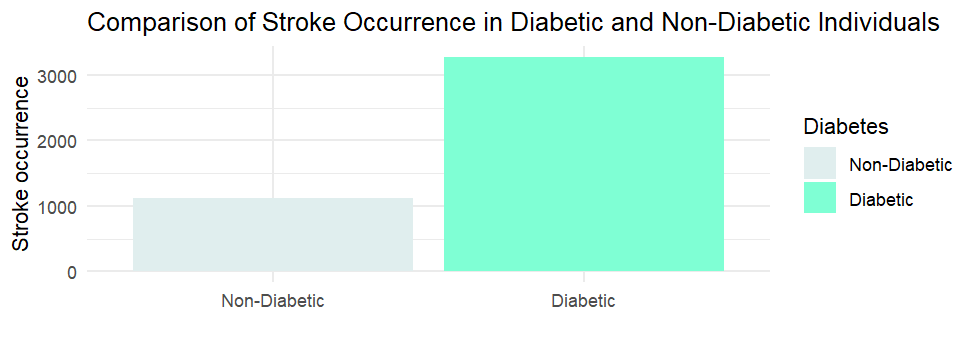 Comparison of Stroke Occurrence in Diabetic and Non-Diabetic Individuals
Stroke occurrence
3000
2000
1000
0
Non-Diabetic
Diabetic
Diabetes
Non-Diabetic
Diabetic